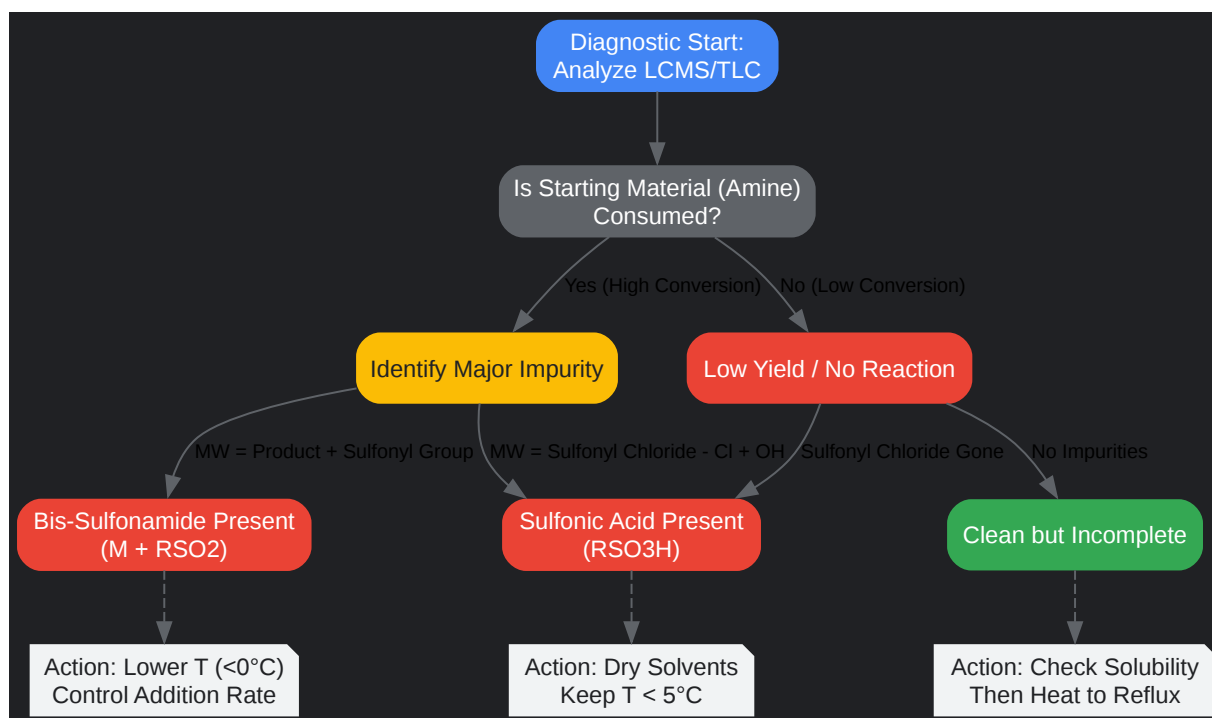 Diagnostic Start:
Analyze LCMS/TLC
Is Starting Material (Amine)
Consumed?
Yes (High Conversion)
No (Low Conversion)
Identify Major Impurity
Low Yield / No Reaction
MW = Product + Sulfonyl Group
MW = Sulfonyl Chloride - Cl + OH
Sulfonyl Chloride Gone
No Impurities
Bis-Sulfonamide Present
(M + RSO2)
Sulfonic Acid Present
(RSO3H)
Clean but Incomplete
Action: Lower T (<0°C)
Control Addition Rate
Action: Dry Solvents
Keep T < 5°C
Action: Check Solubility
Then Heat to Reflux